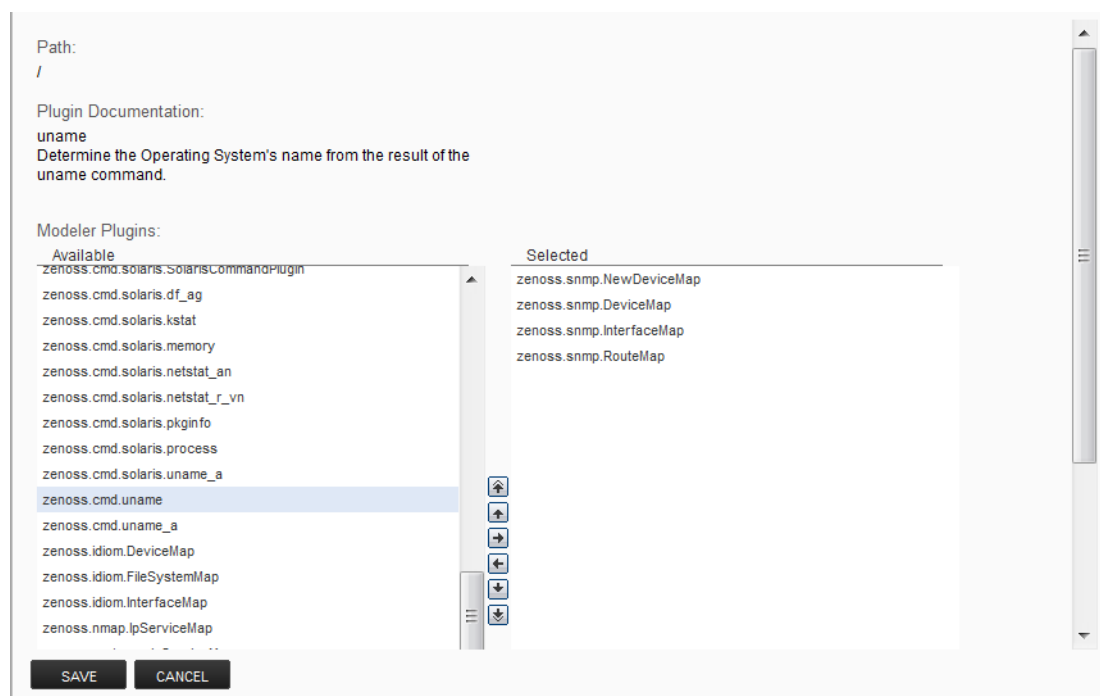 Path:
/
Plugin Documentation:
uname
Determine the Operating System's name from the result of the
uname command.
Modeler Plugins:
Available
zenoss.cmd.solaris.SolarisCommandPlugin
zenoss.cmd.solaris.df_ag
zenoss.cmd.solaris.kstat
zenoss.cmd.solaris.memory
zenoss.cmd.solaris.netstat_an
zenoss.cmd.solaris.netstat_r_vn
zenoss.cmd.solaris.pkginfo
zenoss.cmd.solaris.process
zenoss.cmd.solaris.uname_a
zenoss.cmd.uname
zenoss.cmd.uname_a
zenoss.idiom.DeviceMap
zenoss.idiom.FileSystemMap
zenoss.idiom.InterfaceMap
zenoss.nmap.IpServiceMap
Selected
zenoss.snmp.NewDeviceMap
zenoss.snmp.DeviceMap
zenoss.snmp.InterfaceMap
zenoss.snmp.RouteMap
SAVE
CANCEL